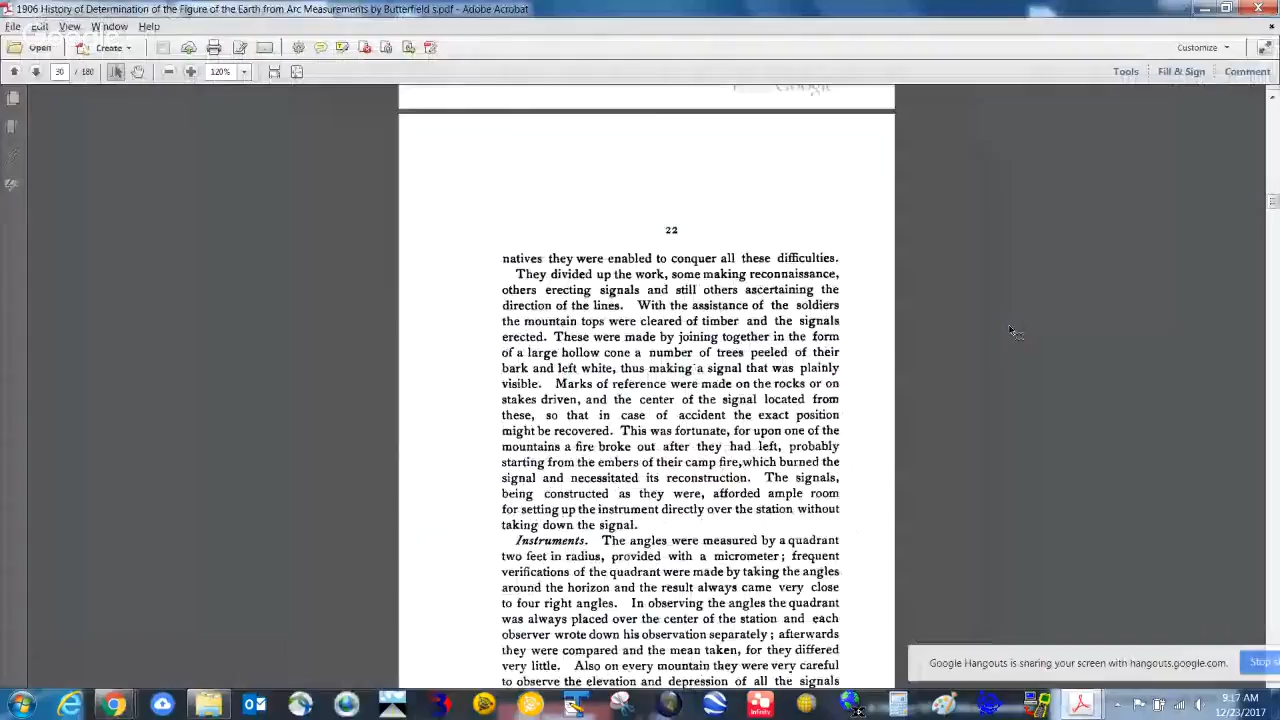 1906 History of Determination of the Figure of the Earth from Arc Measurements by Butterfield s.pdf - Adobe Acrobat
File Edit View Window Help
Open Create Customize
30 / 180 120% Tools Fill & Sign Comment
22
natives they were enabled to conquer all these difficulties.
They divided up the work, some making reconnaissance,
others erecting signals and still others ascertaining the
direction of the lines. With the assistance of the soldiers
the mountain tops were cleared of timber and the signals
erected. These were made by joining together in the form
of a large hollow cone a number of trees peeled of their
bark and left white, thus making a signal that was plainly
visible. Marks of reference were made on the rocks or on
stakes driven, and the center of the signal located from
these, so that in case of accident the exact position
might be recovered. This was fortunate, for upon one of the
mountains a fire broke out after they had left, probably
starting from the embers of their camp fire, which burned the
signal and necessitated its reconstruction. The signals,
being constructed as they were, afforded ample room
for setting up the instrument directly over the station without
taking down the signal.
Instruments. The angles were measured by a quadrant
two feet in radius, provided with a micrometer; frequent
verifications of the quadrant were made by taking the angles
around the horizon and the result always came very close
to four right angles. In observing the angles the quadrant
was always placed over the center of the station and each
observer wrote down his observation separately; afterwards
they were compared and the mean taken, for they differed
very little. Also on every mountain they were very careful
to observe the elevation and depression of all the signals
Google Hangouts is sharing your screen with hangouts.google.com.
Stop
infinity
9:17 AM
12/23/2017